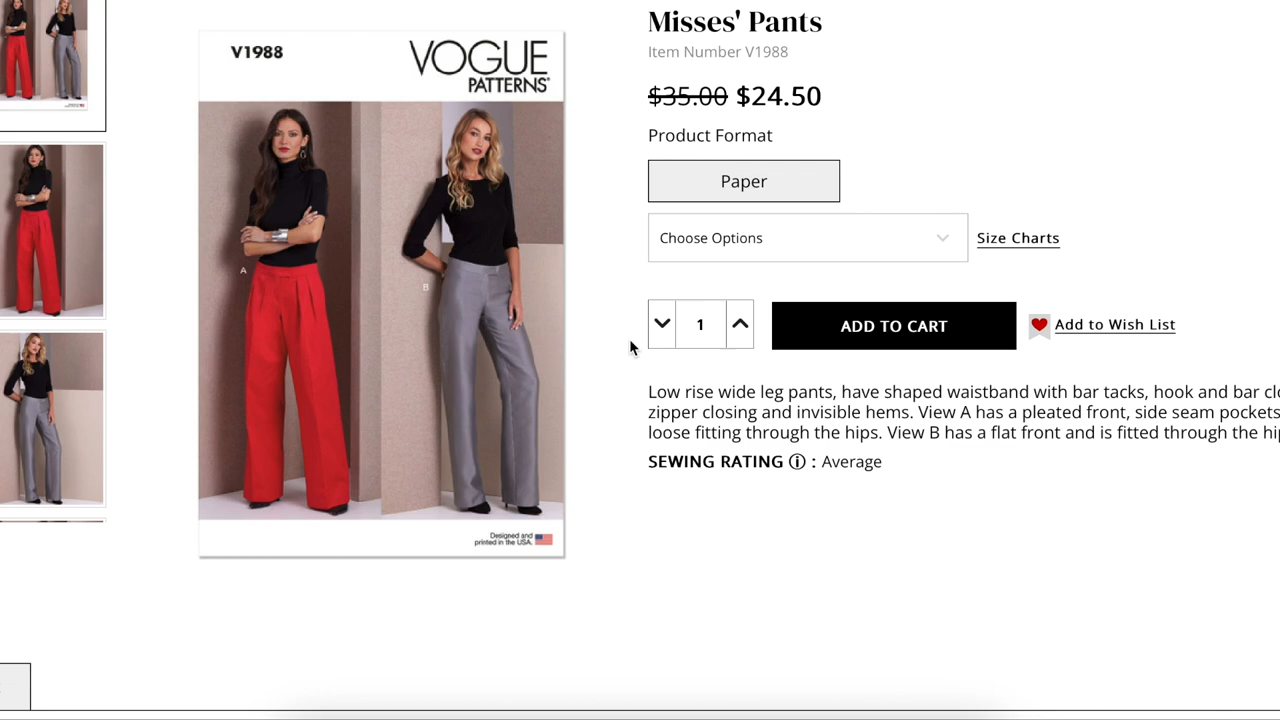 V1988
VOGUE
PATTERNS
A
B
Designed and
printed in the USA.
Misses' Pants
Item Number V1988
$35.00 $24.50
Product Format
Paper
Choose Options
Size Charts
1
ADD TO CART
Add to Wish List
Low rise wide leg pants, have shaped waistband with bar tacks, hook and bar
zipper closing and invisible hems. View A has a pleated front, side seam pockets
loose fitting through the hips. View B has a flat front and is fitted through the
SEWING RATING ⓘ : Average